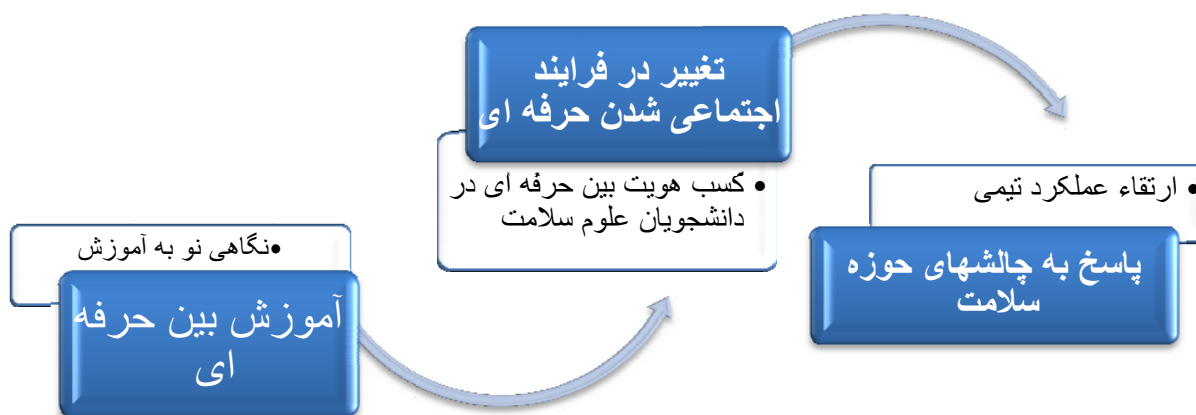 •نگاهی نو به آموزش
آموزش بین حرفه
ای
تغییر در فرایند
اجتماعی شدن حرفه ای
• کسب هویت بین حرفه ای در
دانشجویان علوم سلامت
• ارتقاء عملکرد تیمی
پاسخ به چالشهای حوزه
سلامت